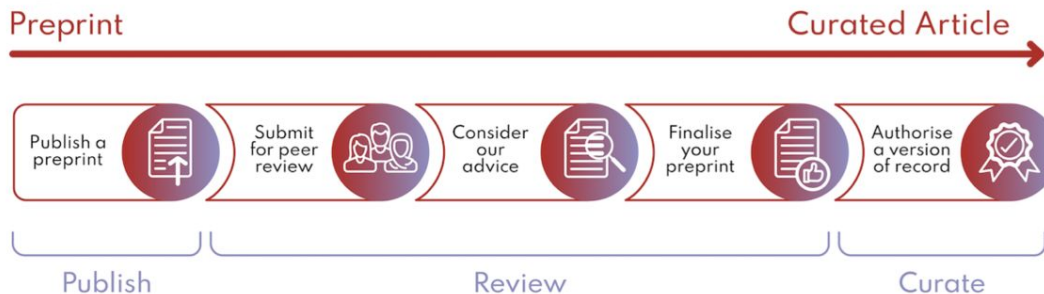 Preprint
Curated Article
Publish a
preprint
Submit
for peer
review
Consider
our
advice
Finalise
your
preprint
Authorise
a version
of record
Publish
Review
Curate